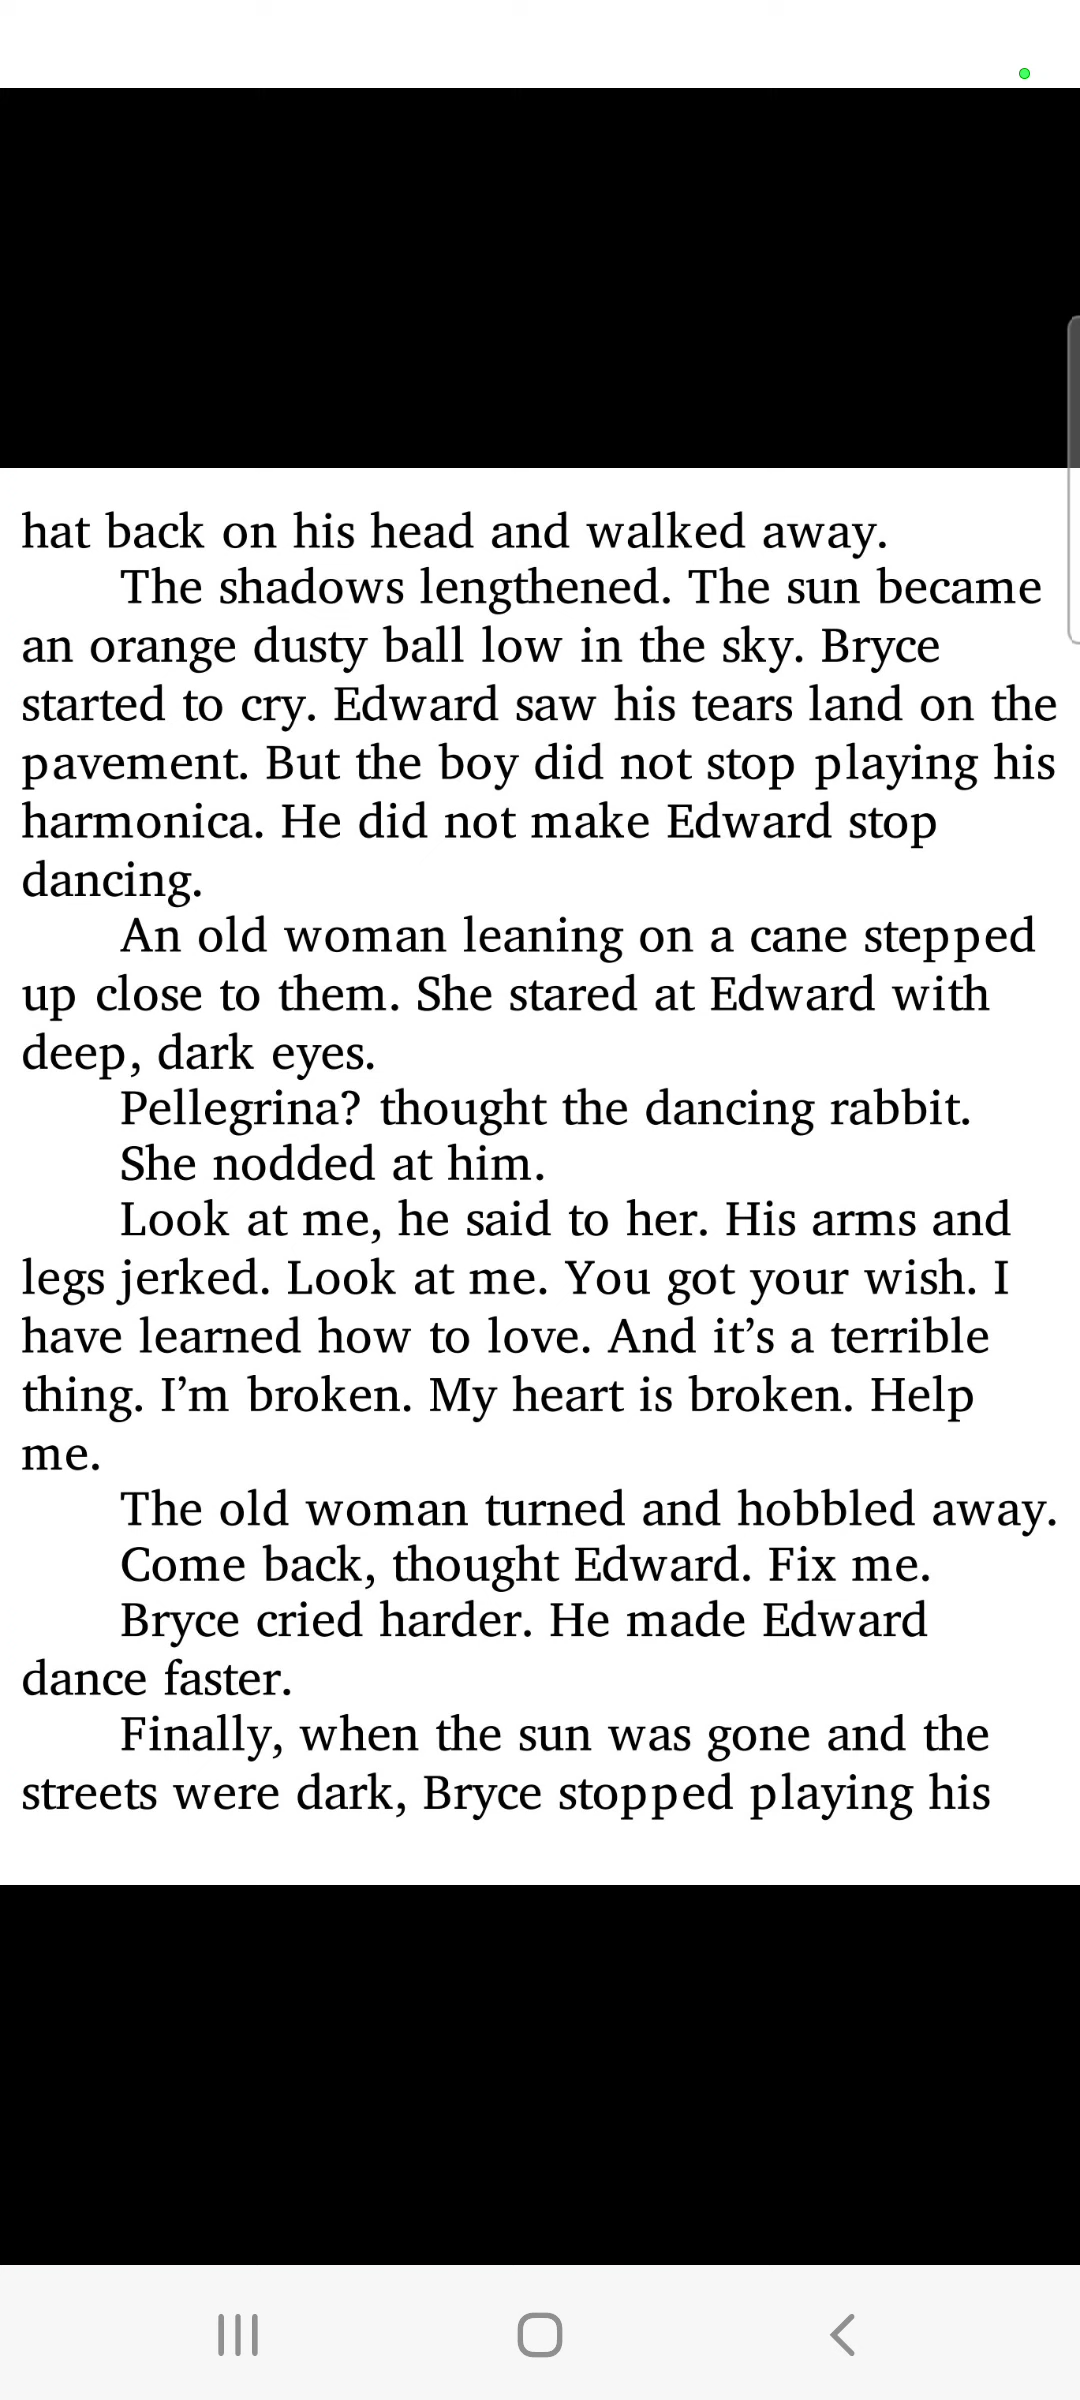 hat back on his head and walked away.
The shadows lengthened. The sun became
an orange dusty ball low in the sky. Bryce
started to cry. Edward saw his tears land on the
pavement. But the boy did not stop playing his
harmonica. He did not make Edward stop
dancing.
An old woman leaning on a cane stepped
up close to them. She stared at Edward with
deep, dark eyes.
Pellegrina? thought the dancing rabbit.
She nodded at him.
Look at me, he said to her. His arms and
legs jerked. Look at me. You got your wish. I
have learned how to love. And it’s a terrible
thing. I’m broken. My heart is broken. Help
me.
The old woman turned and hobbled away.
Come back, thought Edward. Fix me.
Bryce cried harder. He made Edward
dance faster.
Finally, when the sun was gone and the
streets were dark, Bryce stopped playing his